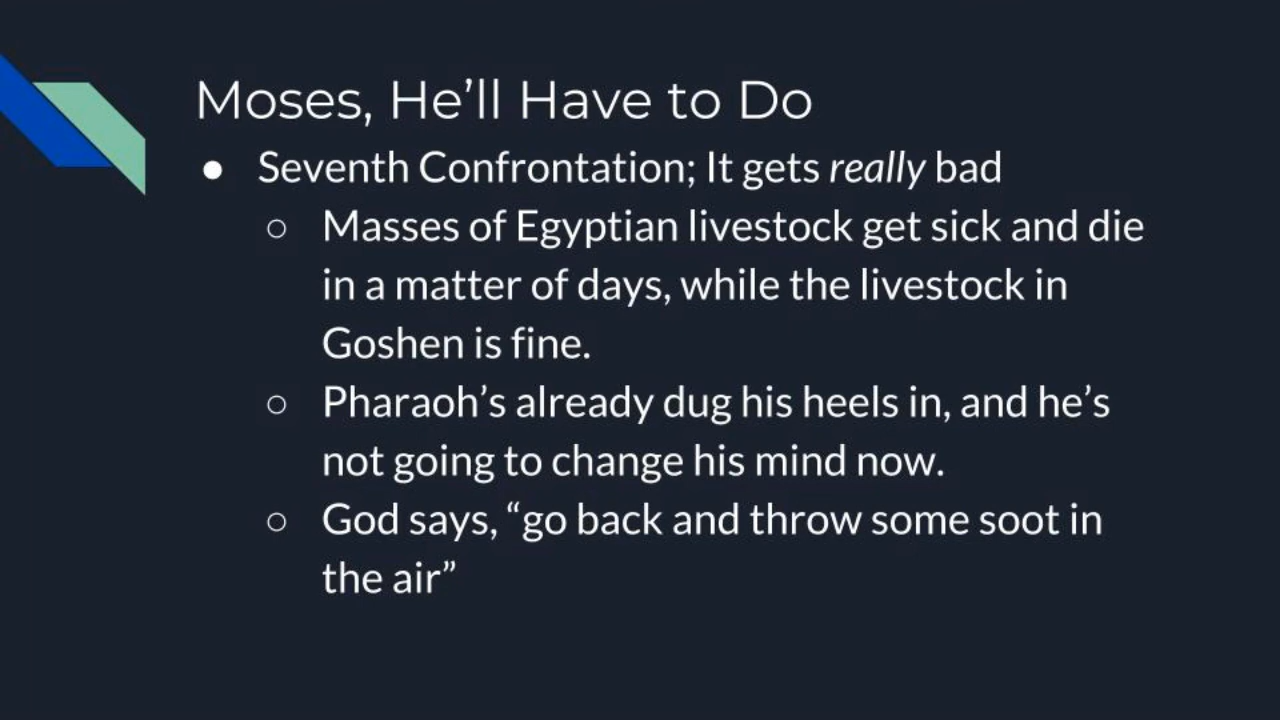 Moses, He’ll Have to Do
● Seventh Confrontation; It gets really bad
○ Masses of Egyptian livestock get sick and die
in a matter of days, while the livestock in
Goshen is fine.
○ Pharaoh’s already dug his heels in, and he’s
not going to change his mind now.
○ God says, “go back and throw some soot in
the air”